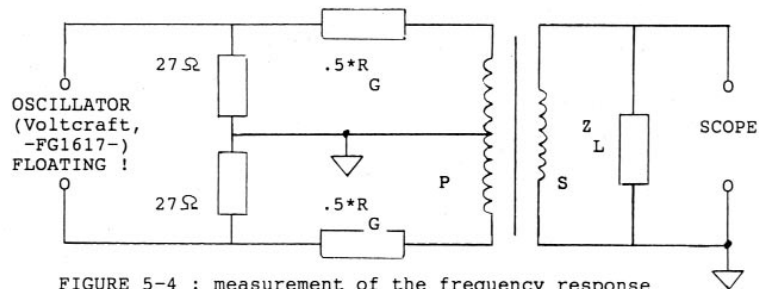 27Ω
.5*R
G
OSCILLATOR
(Voltcraft,
-FG1617-)
FLOATING !
Z
L
SCOPE
P
S
27Ω
.5*R
G
FIGURE 5-4 : measurement of the frequency response